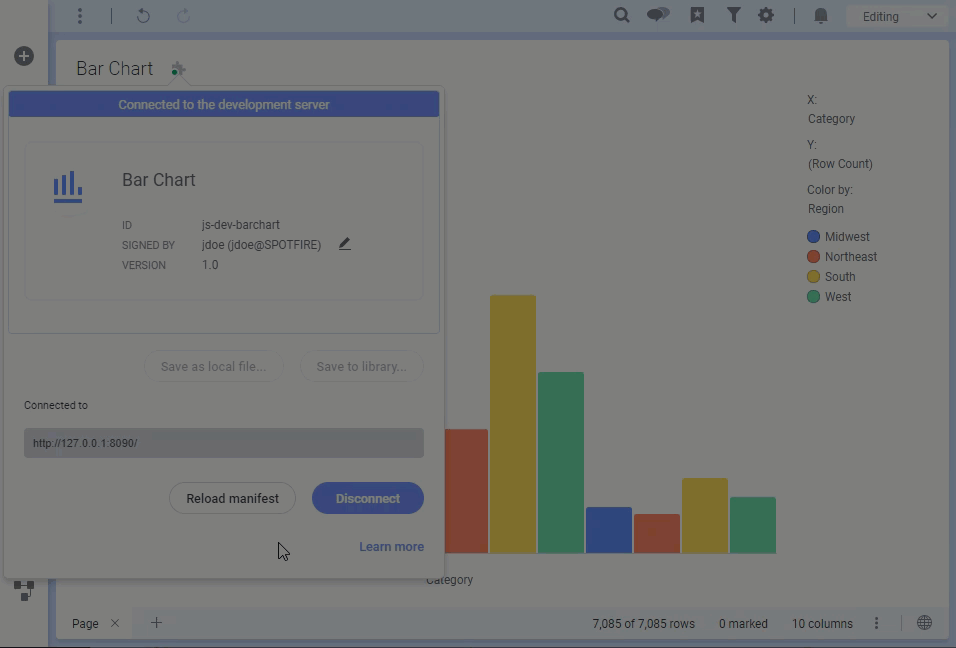 Editing
Bar Chart
Connected to the development server
Bar Chart
ID js-dev-barchart
SIGNED BY jdoe (jdoe@SPOTFIRE)
VERSION 1.0
Save as local file...
Save to library...
Connected to
http://127.0.0.1:8090/
Reload manifest
Disconnect
Learn more
X:
Category
Y:
(Row Count)
Color by:
Region
Midwest
Northeast
South
West
Category
Page
7,085 of 7,085 rows
0 marked
10 columns